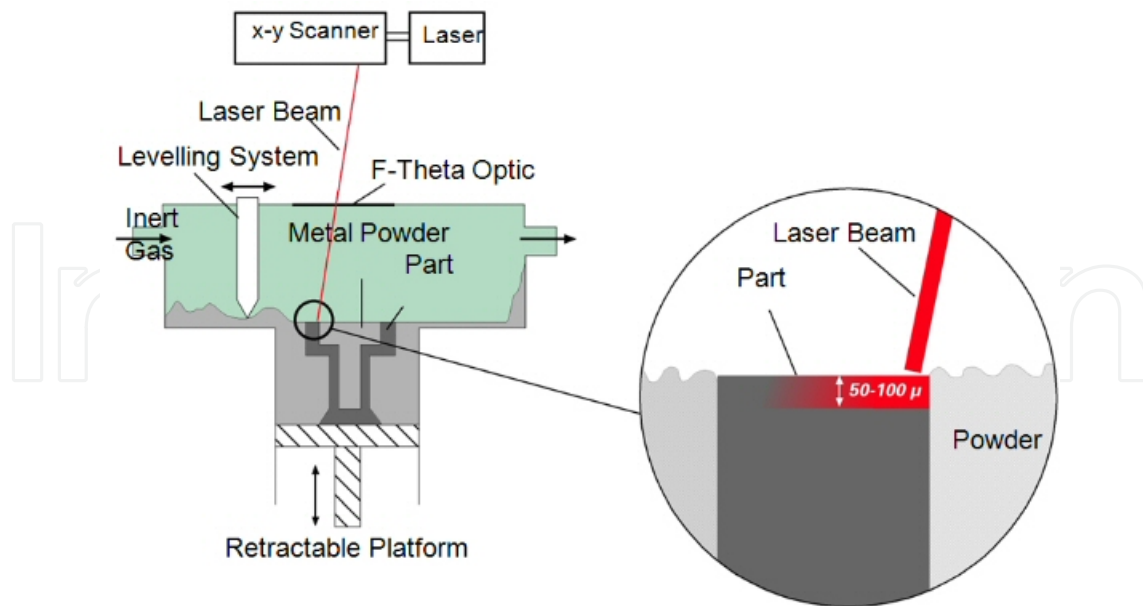 x-y Scanner
Laser
Laser Beam
Levelling System
F-Theta Optic
Inert
Gas
Metal Powder
Part
Retractable Platform
Laser Beam
Part
50-100 µ
Powder